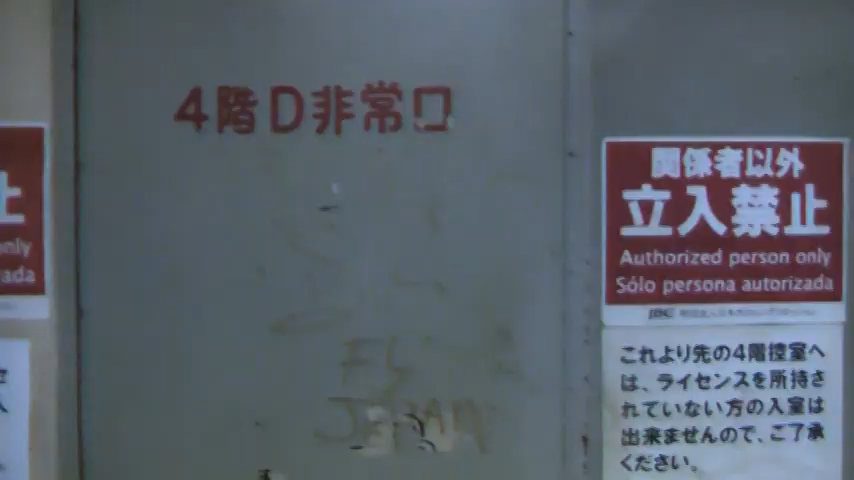 4階D非常口
止
only
関係者以外
立入禁止
Authorized person only
Sólo persona autorizada
JBC
これより先の4階控室へ
は、ライセンスを所持さ
れていない方の入室は
出来ませんので、ご了承
ください。